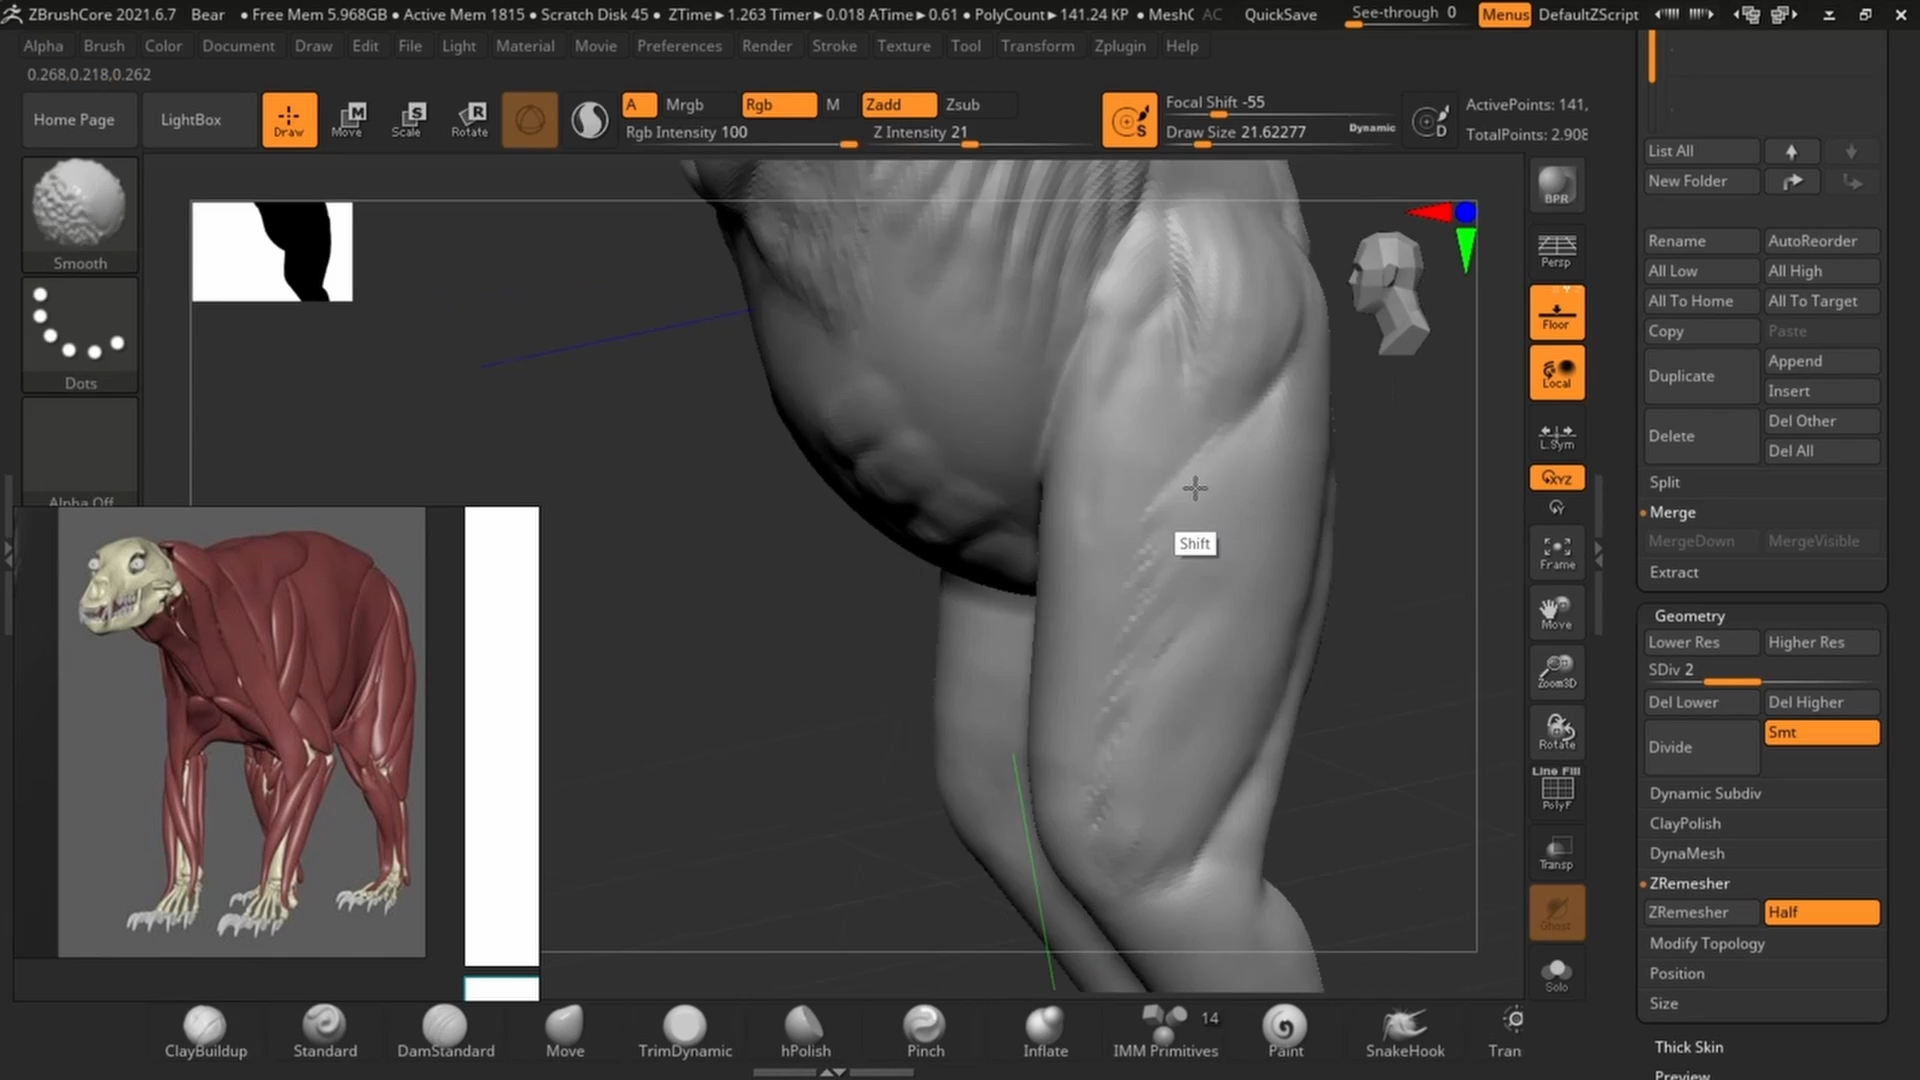 ZBrushCore 2021.6.7 Bear • Free Mem 5.968GB • Active Mem 1815 • Scratch Disk 45 • ZTime►1.263 Timer►0.018 ATime►0.61 • PolyCount►141.24 KP • MeshC AC QuickSave See-through 0 Menus DefaultZScript
Alpha Brush Color Document Draw Edit File Light Material Movie Preferences Render Stroke Texture Tool Transform Zplugin Help
0.268,0.218,0.262
Home Page LightBox Draw Move Scale Rotate
M S R
A Mrgb Rgb M Zadd Zsub
Rgb Intensity 100 Z Intensity 21
S Focal Shift -55
Draw Size 21.62277 Dynamic D
ActivePoints: 141,
TotalPoints: 2.908
Smooth
Dots
Alpha Off
Shift
BPR
Persp
Floor
Local
L.Sym
XYZ
Y
Frame
Move
Zoom3D
Rotate
Line Fill
PolyF
Transp
Ghost
Solo
List All
New Folder
Rename AutoReorder
All Low All High
All To Home All To Target
Copy Paste
Duplicate Append
Insert
Delete Del Other
Del All
Split
Merge
MergeDown MergeVisible
Extract
Geometry
Lower Res Higher Res
SDiv 2
Del Lower Del Higher
Divide Smt
Dynamic Subdiv
ClayPolish
DynaMesh
ZRemesher
ZRemesher Half
Modify Topology
Position
Size
Thick Skin
Preview
ClayBuildup Standard DamStandard Move TrimDynamic hPolish Pinch Inflate IMM Primitives 14 Paint SnakeHook Tran